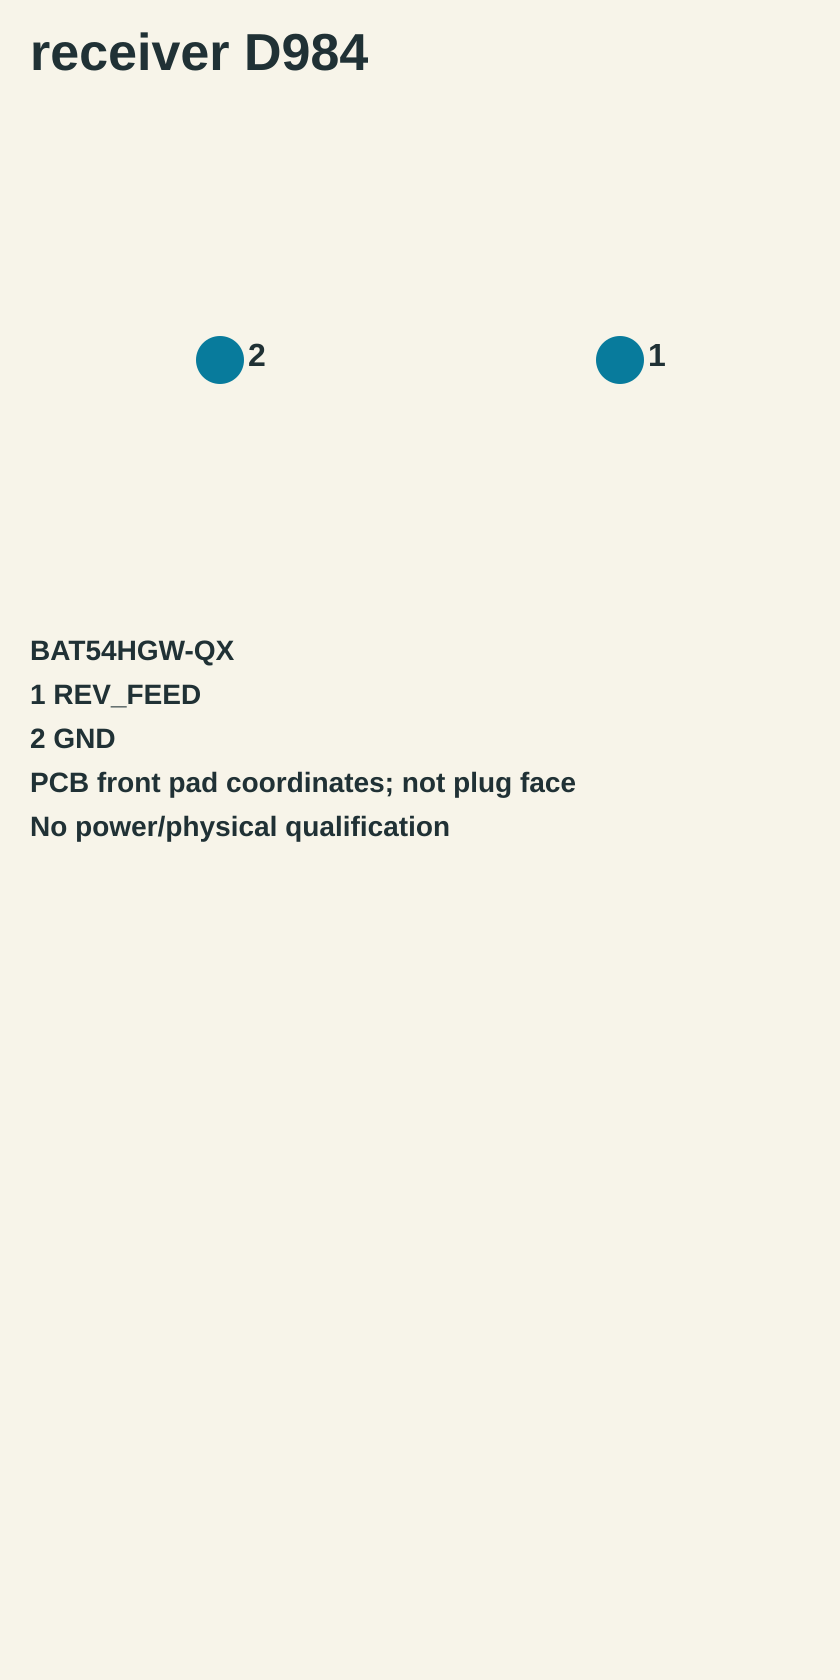 receiver D984
2
1
BAT54HGW-QX
1 REV_FEED
2 GND
PCB front pad coordinates; not plug face
No power/physical qualification